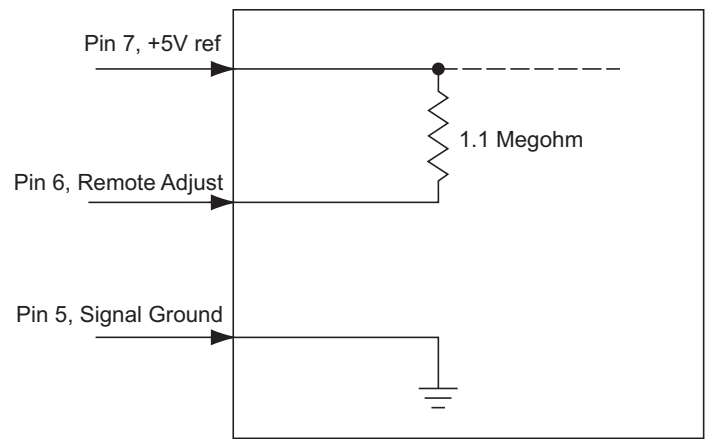 Pin 7, +5V ref
1.1 Megohm
Pin 6, Remote Adjust
Pin 5, Signal Ground